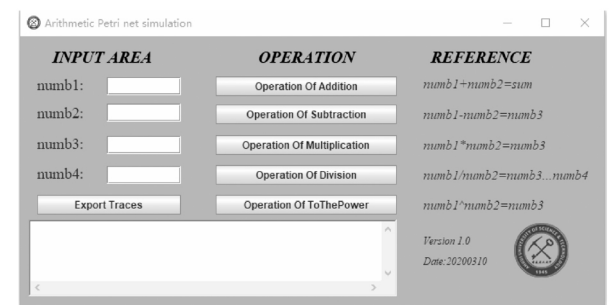 Arithmetic Petri net simulation
INPUT AREA OPERATION REFERENCE
numb1: Operation Of Addition numb1+numb2=sum
numb2: Operation Of Subtraction numb1-numb2=numb3
numb3: Operation Of Multiplication numb1*numb2=numb3
numb4: Operation Of Division numb1/numb2=numb3...numb4
Export Traces Operation Of ToThePower numb1^numb2=numb3
Version 1.0
Date:20200310